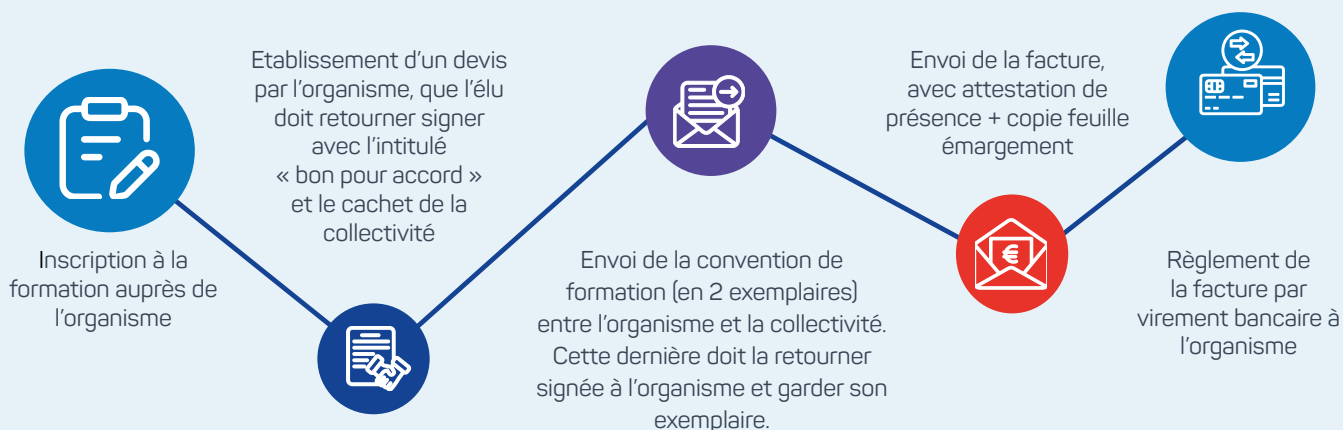 Inscription à la
formation auprès de
l'organisme
Etablissement d'un devis
par l'organisme, que l'élu
doit retourner signer
avec l'intitulé
« bon pour accord »
et le cachet de la
collectivité
Envoi de la convention de
formation (en 2 exemplaires)
entre l'organisme et la collectivité.
Cette dernière doit la retourner
signée à l'organisme et garder son
exemplaire.
Envoi de la facture,
avec attestation de
présence + copie feuille
émargement
€
Règlement de
la facture par
virement bancaire à
l'organisme